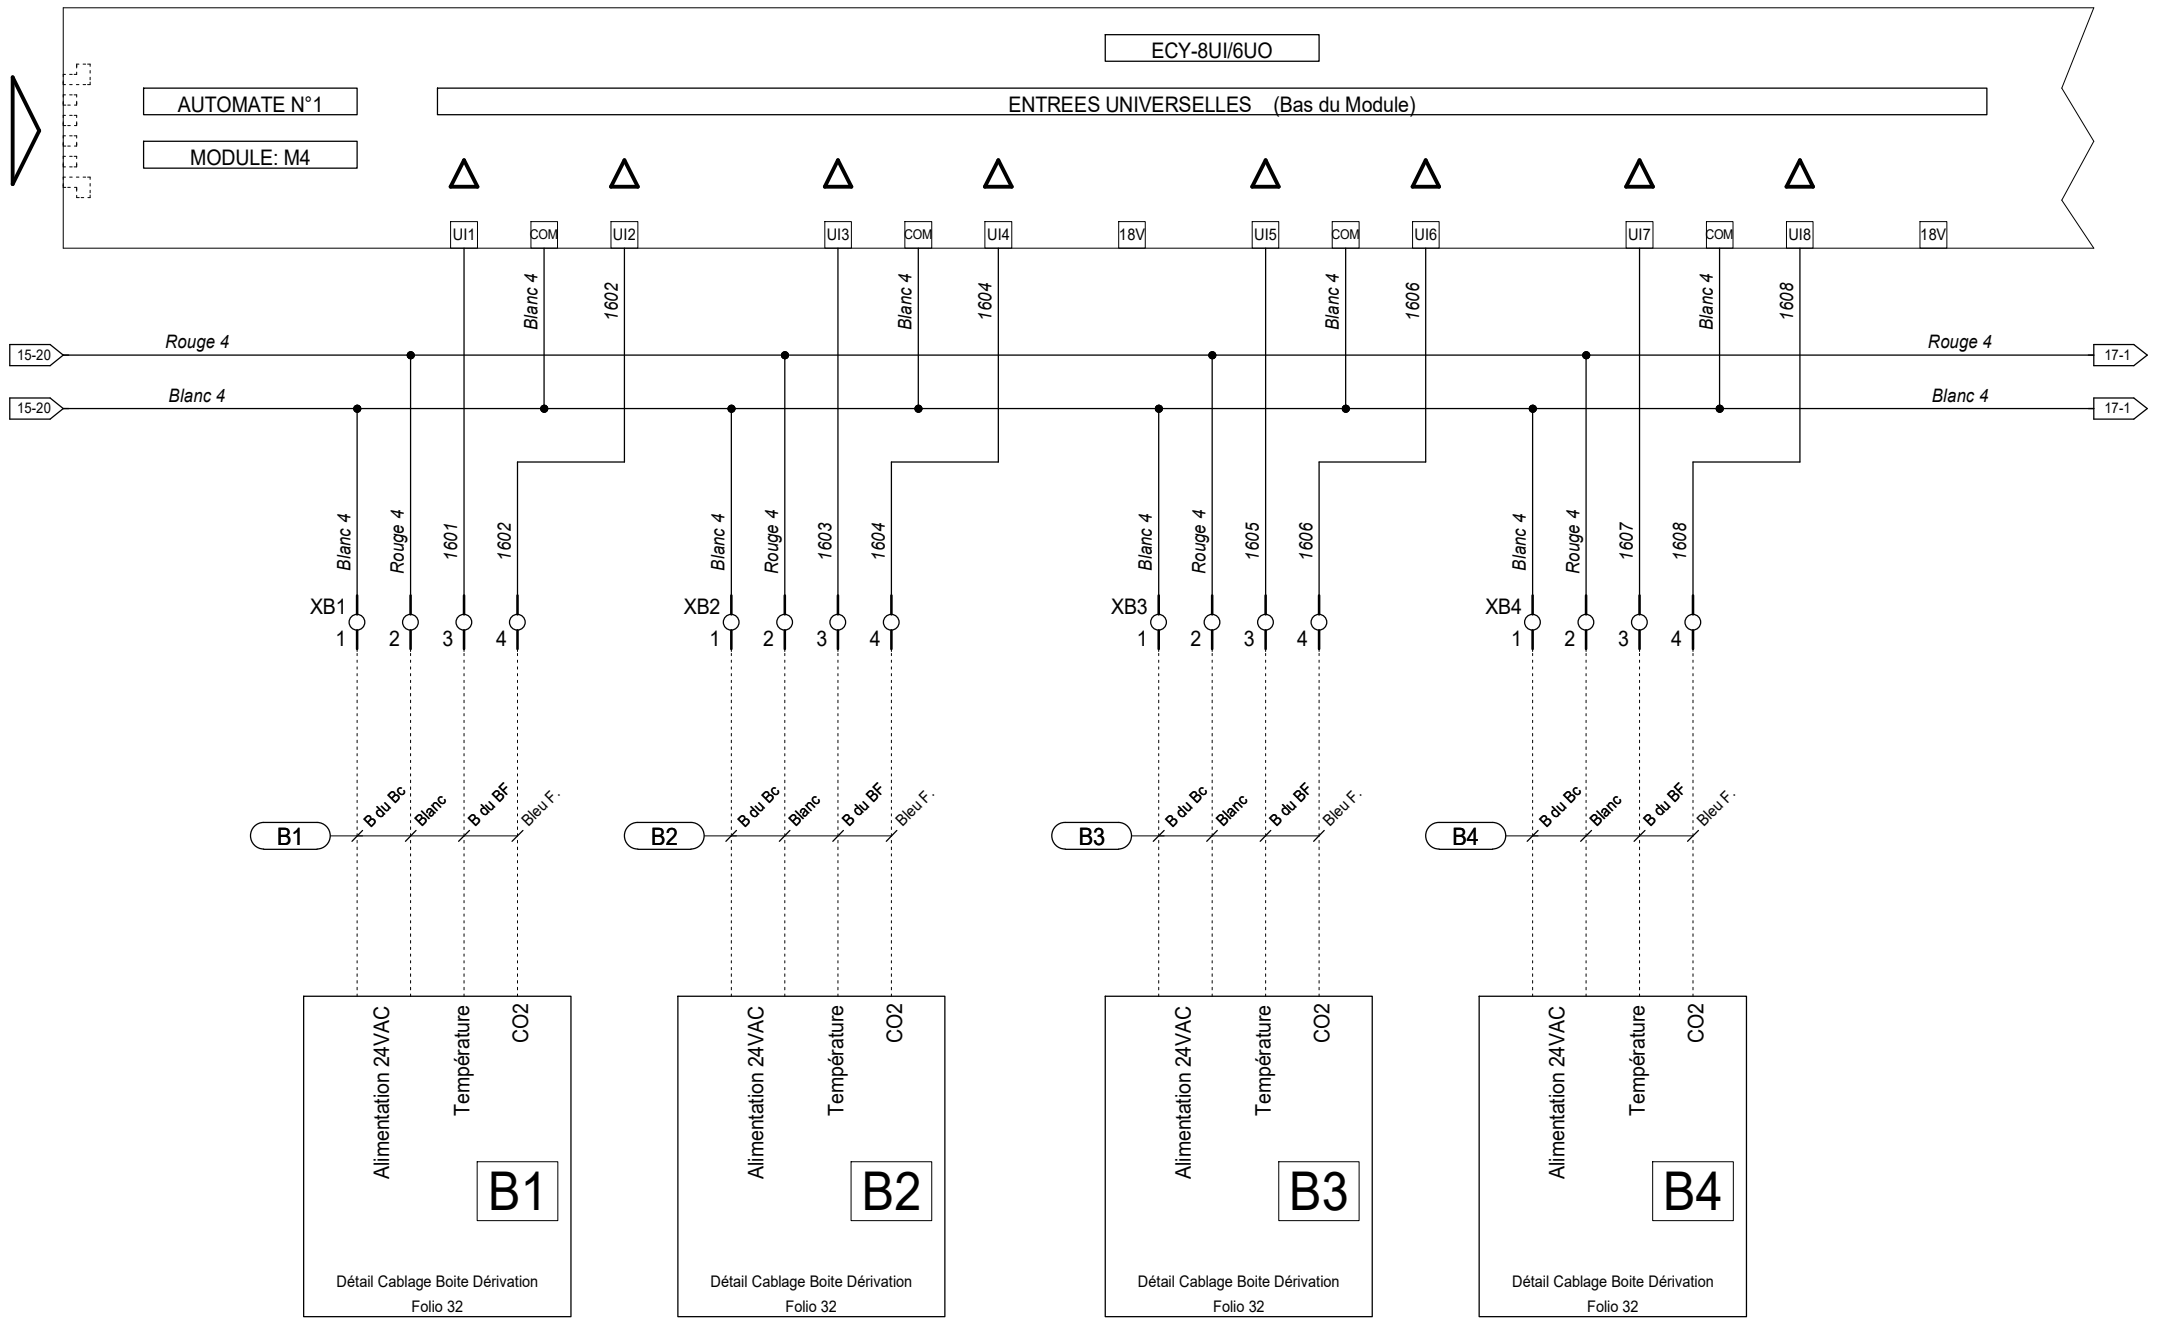 ECY-8UI/6UO
AUTOMATE N°1
ENTREES UNIVERSELLES (Bas du Module)
MODULE: M4
UI1 COM UI2 UI3 COM UI4 18V UI5 COM UI6 UI7 COM UI8 18V
Blanc 4 1602 Blanc 4 1604 Blanc 4 1606 Blanc 4 1608
15-20 Rouge 4 Rouge 4 17-1
15-20 Blanc 4 Blanc 4 17-1
Blanc 4 Rouge 4 1601 1602 Blanc 4 Rouge 4 1603 1604 Blanc 4 Rouge 4 1605 1606 Blanc 4 Rouge 4 1607 1608
XB1 XB2 XB3 XB4
1 2 3 4 1 2 3 4 1 2 3 4 1 2 3 4
B1 B du Bc Blanc B du BF Bleu F. B2 B du Bc Blanc B du BF Bleu F. B3 B du Bc Blanc B du BF Bleu F. B4 B du Bc Blanc B du BF Bleu F.
Alimentation 24VAC Température CO2 Alimentation 24VAC Température CO2 Alimentation 24VAC Température CO2 Alimentation 24VAC Température CO2
B1 B2 B3 B4
Détail Cablage Boite Dérivation Détail Cablage Boite Dérivation Détail Cablage Boite Dérivation Détail Cablage Boite Dérivation
Folio 32 Folio 32 Folio 32 Folio 32